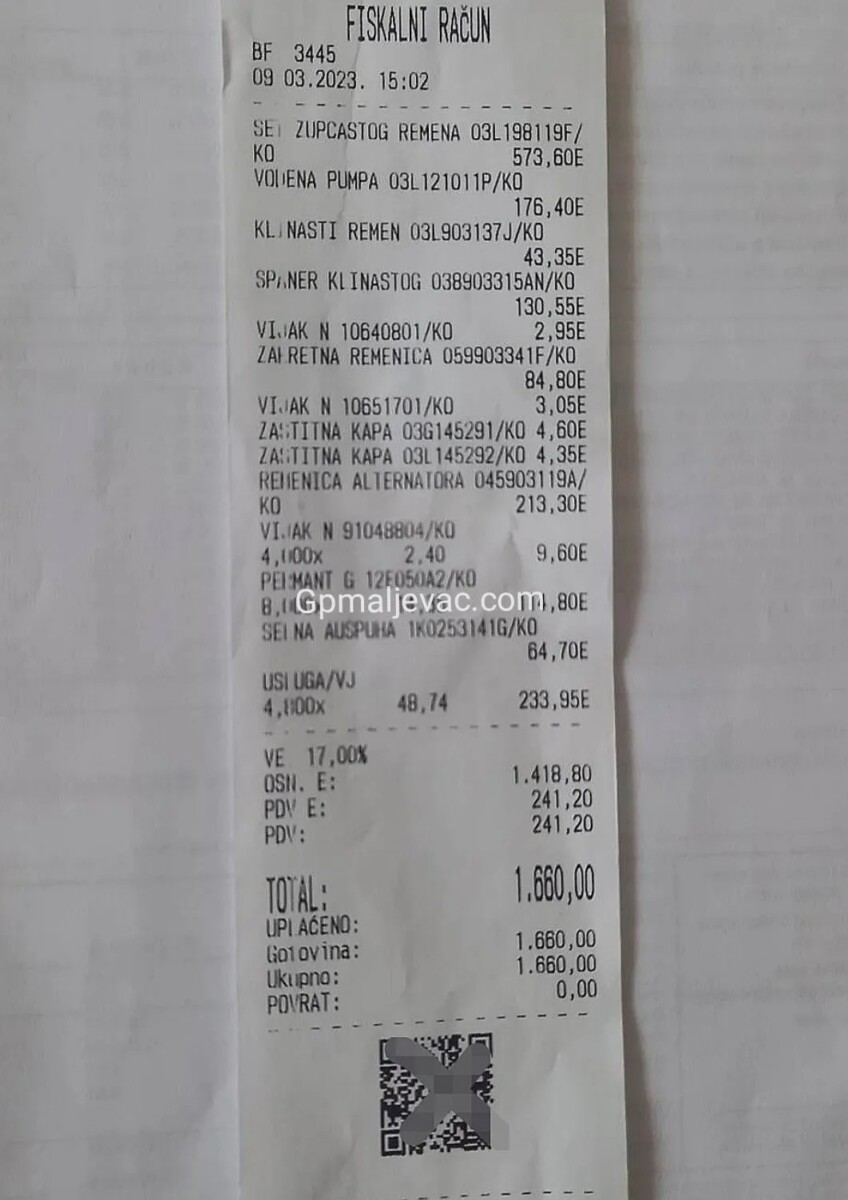 FISKALNI RAČUN
BF 3445
09 03.2023. 15:02
SET ZUPCASTOG REMENA 03L198119F/
KO 573,60E
VODENA PUMPA 03L121011P/KO
176,40E
KLINASTI REMEN 03L903137J/KO
43,35E
SPANER KLINASTOG 038903315AN/KO
130,55E
VIJAK N 10640801/KO 2,95E
ZAKRETNA REMENICA 059903341F/KO
84,80E
VIJAK N 10651701/KO 3,05E
ZASTITNA KAPA 03G145291/KO 4,60E
ZASTITNA KAPA 03L145292/KO 4,35E
REMENICA ALTERNATORA 045903119A/
KO 213,30E
VIJAK N 91048804/KO
4,000x 2,40 9,60E
G 12E050A2/KO
Gpmaljevac.com
SELNA AUSPUHA 1K0253141G/KO
64,70E
USLUGA/VJ
4,800x 48,74 233,95E
VE 17,00%
OSN. E: 1.418,80
PDV E: 241,20
PDV: 241,20
TOTAL: 1.660,00
UPLAĆENO:
Gotovina: 1.660,00
Ukupno: 1.660,00
POVRAT: 0,00